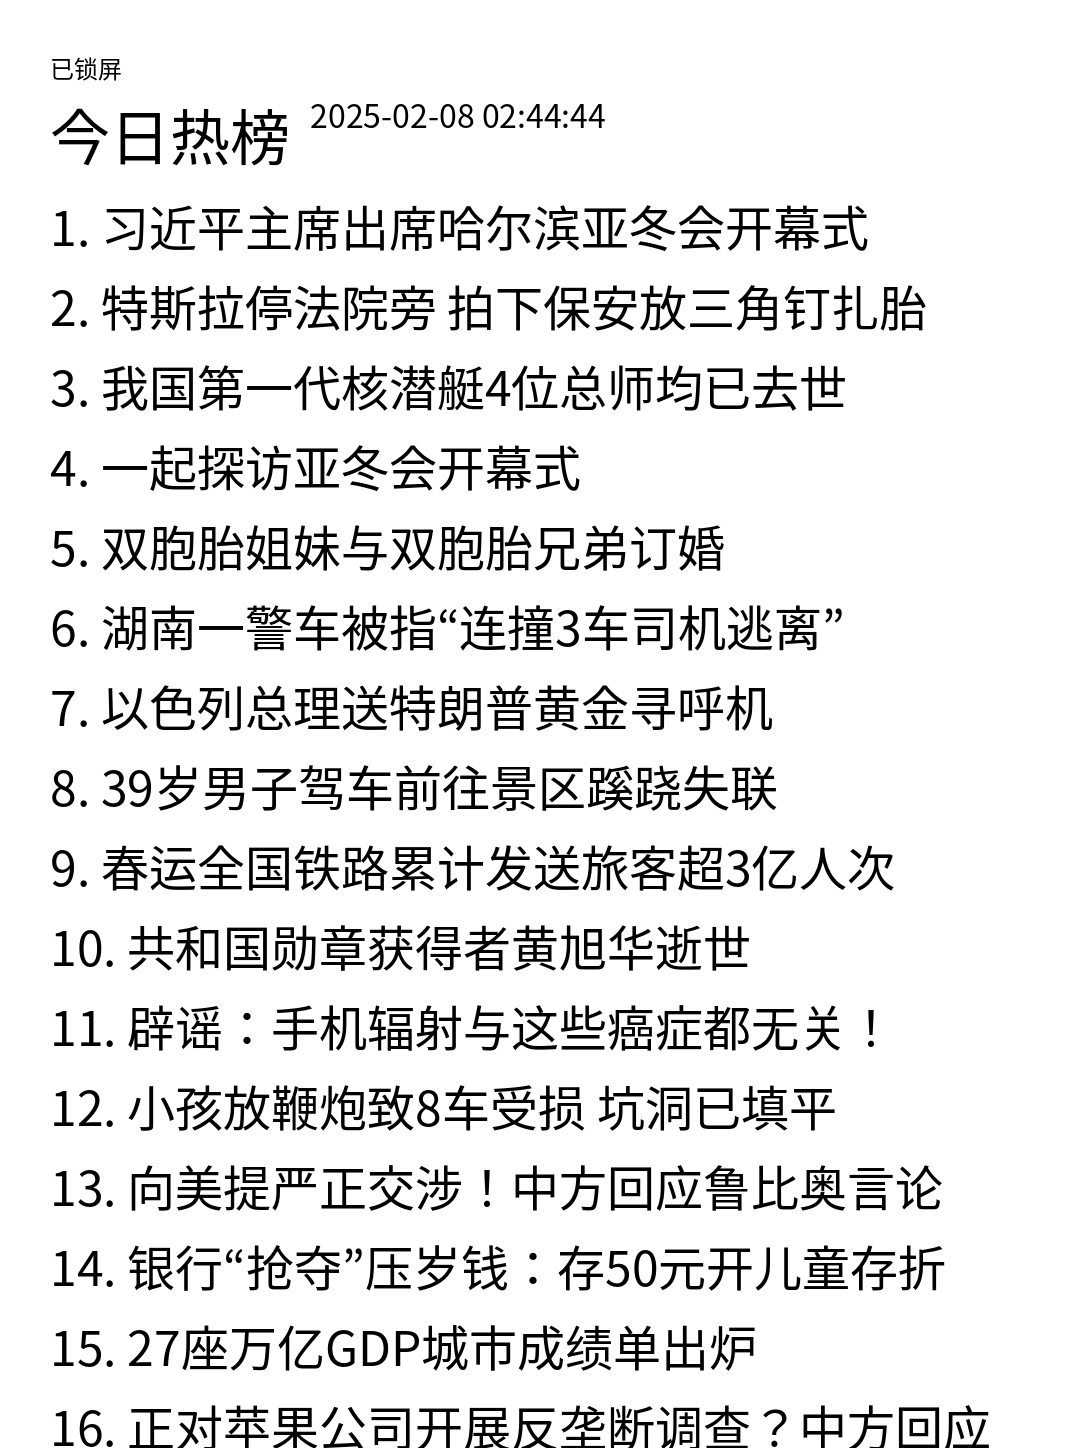 已锁屏
今日热榜 2025-02-08 02:44:44
1. 习近平主席出席哈尔滨亚冬会开幕式
2. 特斯拉停法院旁 拍下保安放三角钉扎胎
3. 我国第一代核潜艇4位总师均已去世
4. 一起探访亚冬会开幕式
5. 双胞胎姐妹与双胞胎兄弟订婚
6. 湖南一警车被指“连撞3车司机逃离”
7. 以色列总理送特朗普黄金寻呼机
8. 39岁男子驾车前往景区蹊跷失联
9. 春运全国铁路累计发送旅客超3亿人次
10. 共和国勋章获得者黄旭华逝世
11. 辟谣：手机辐射与这些癌症都无关！
12. 小孩放鞭炮致8车受损 坑洞已填平
13. 向美提严正交涉！中方回应鲁比奥言论
14. 银行“抢夺”压岁钱：存50元开儿童存折
15. 27座万亿GDP城市成绩单出炉
16. 正对苹果公司开展反垄断调查？中方回应